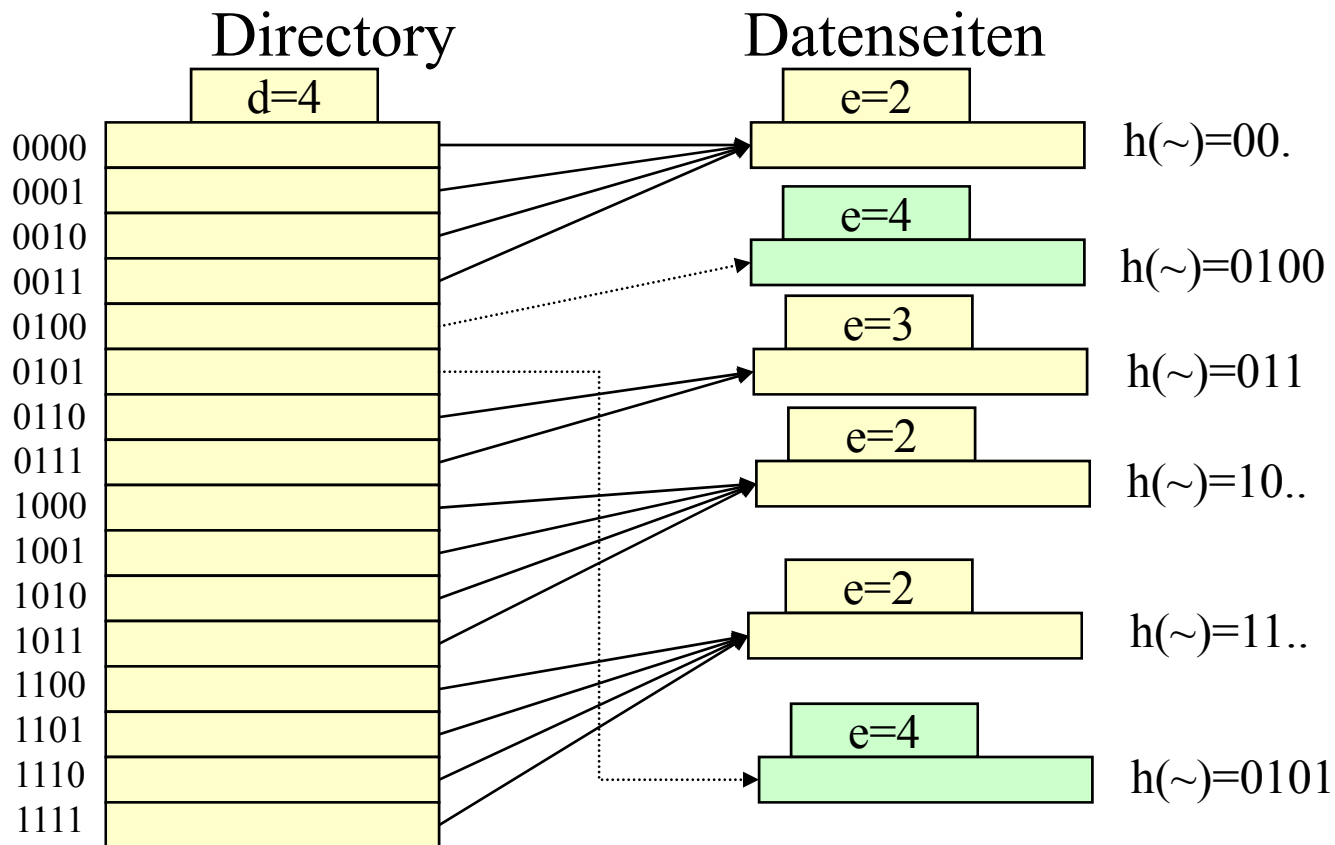 Directory
Datenseiten
d=4
0000
0001
0010
0011
0100
0101
0110
0111
1000
1001
1010
1011
1100
1101
1110
1111
e=2
h(~)=00.
e=4
h(~)=0100
e=3
h(~)=011
e=2
h(~)=10..
e=2
h(~)=11..
e=4
h(~)=0101